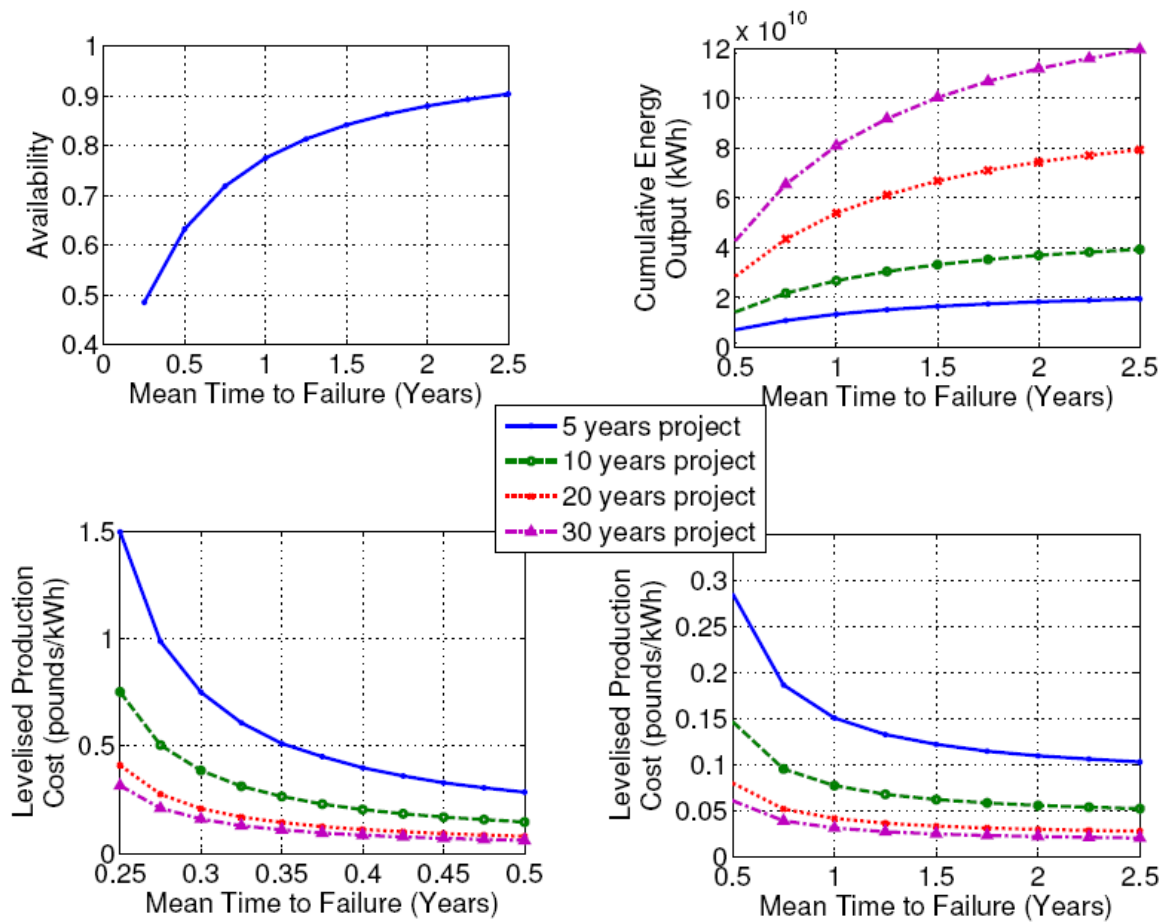 1
0.9
0.8
0.7
0.6
0.5
0.4
0 0.5 1 1.5 2 2.5
Availability
Mean Time to Failure (Years)
x 10^10
12
10
8
6
4
2
0
0.5 1 1.5 2 2.5
Cumulative Energy
Output (kWh)
Mean Time to Failure (Years)
5 years project
10 years project
20 years project
30 years project
1.5
1
0.5
0
0.25 0.3 0.35 0.4 0.45 0.5
Levelised Production
Cost (pounds/kWh)
Mean Time to Failure (Years)
0.3
0.25
0.2
0.15
0.1
0.05
0
0.5 1 1.5 2 2.5
Levelised Production
Cost (pounds/kWh)
Mean Time to Failure (Years)